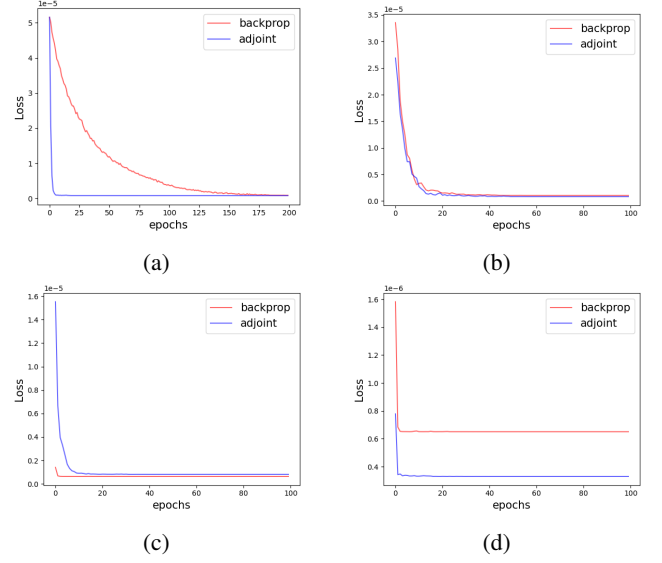 1e−5
backprop
adjoint
5
4
3
2
1
0
Loss
0 25 50 75 100 125 150 175 200
epochs
(a)
1e−5
backprop
adjoint
3.5
3.0
2.5
2.0
1.5
1.0
0.5
0.0
Loss
0 20 40 60 80 100
epochs
(b)
1e−5
backprop
adjoint
1.6
1.4
1.2
1.0
0.8
0.6
0.4
0.2
0.0
Loss
0 20 40 60 80 100
epochs
(c)
1e−6
backprop
adjoint
1.6
1.4
1.2
1.0
0.8
0.6
0.4
Loss
0 20 40 60 80 100
epochs
(d)